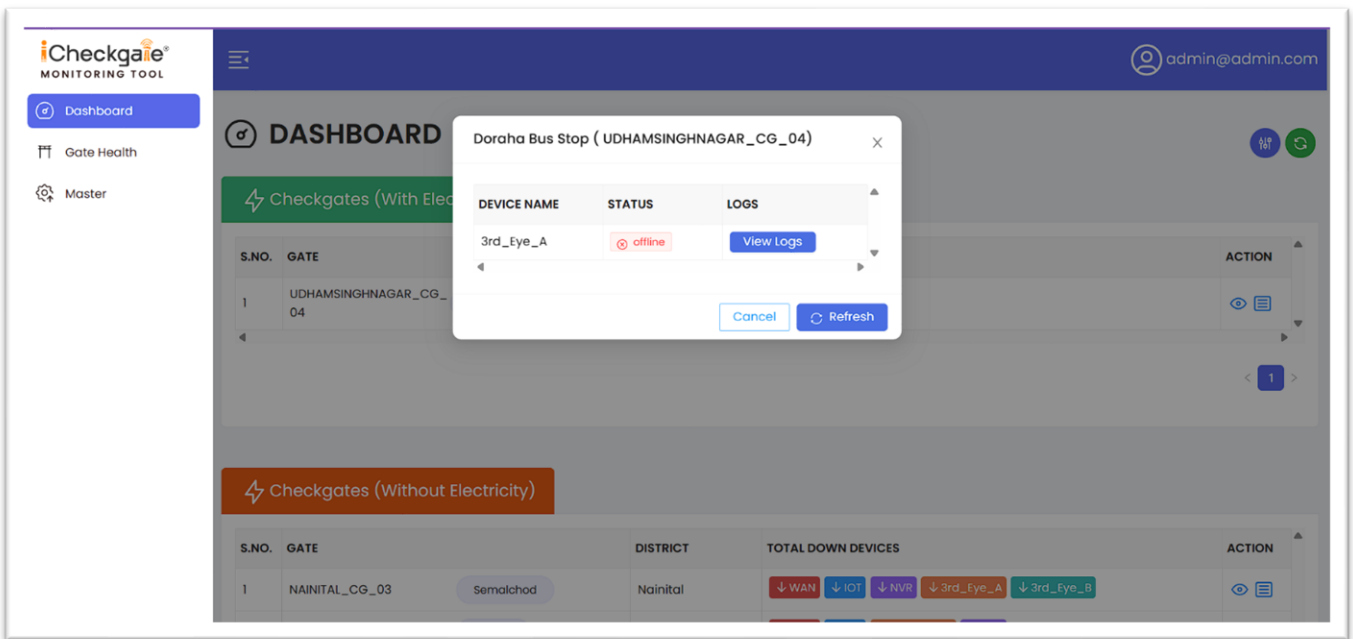 iCheckgate®
MONITORING TOOL
admin@admin.com
Dashboard
Gate Health
Master
DASHBOARD
Doraha Bus Stop ( UDHAMSINGHNAGAR_CG_04)
DEVICE NAME STATUS LOGS
3rd_Eye_A offline View Logs
Cancel Refresh
Checkgates (With Elec
S.NO. GATE ACTION
1 UDHAMSINGHNAGAR_CG_
04
< 1 >
Checkgates (Without Electricity)
S.NO. GATE DISTRICT TOTAL DOWN DEVICES ACTION
1 NAINITAL_CG_03 Semalchod Nainital WAN IOT NVR 3rd_Eye_A 3rd_Eye_B